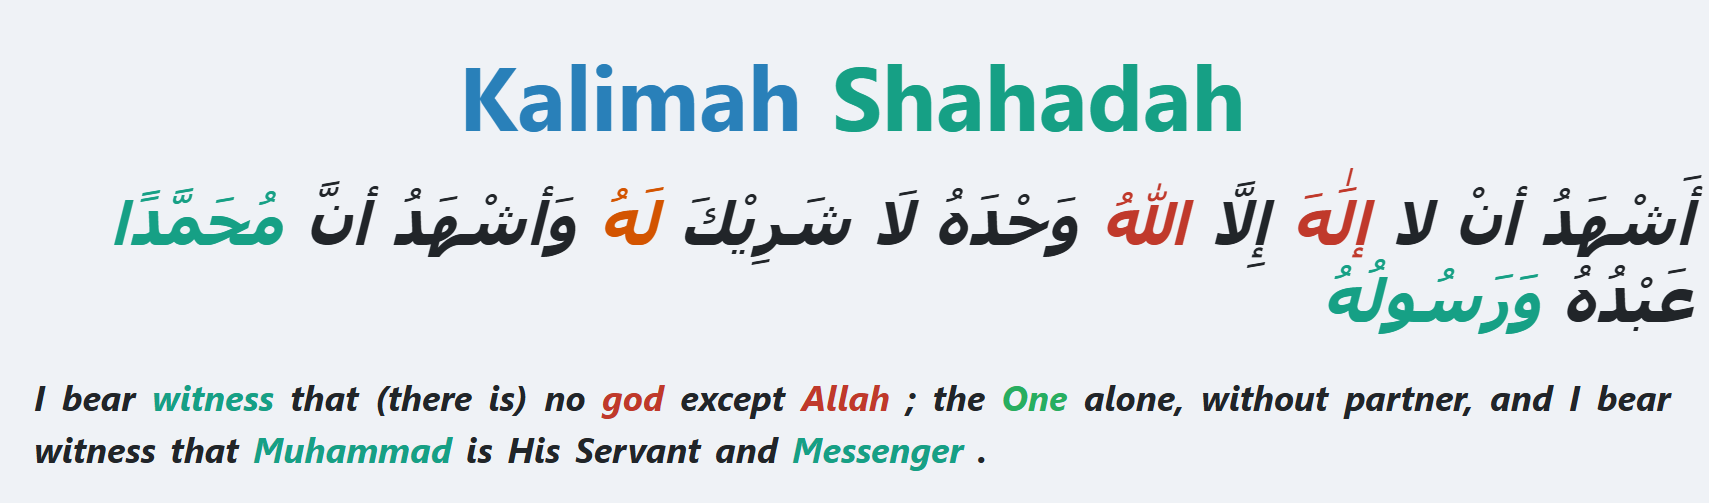 Kalimah Shahadah
أَشْهَدُ أنْ لا إلَٰهَ إِلَّا اللّٰهُ وَحْدَهُ لَا شَرِيْكَ لَهُ وَأشْهَدُ أنَّ مُحَمَّدًا
عَبْدُهُ وَرَسُولُهُ
I bear witness that (there is) no god except Allah ; the One alone, without partner, and I bear
witness that Muhammad is His Servant and Messenger .